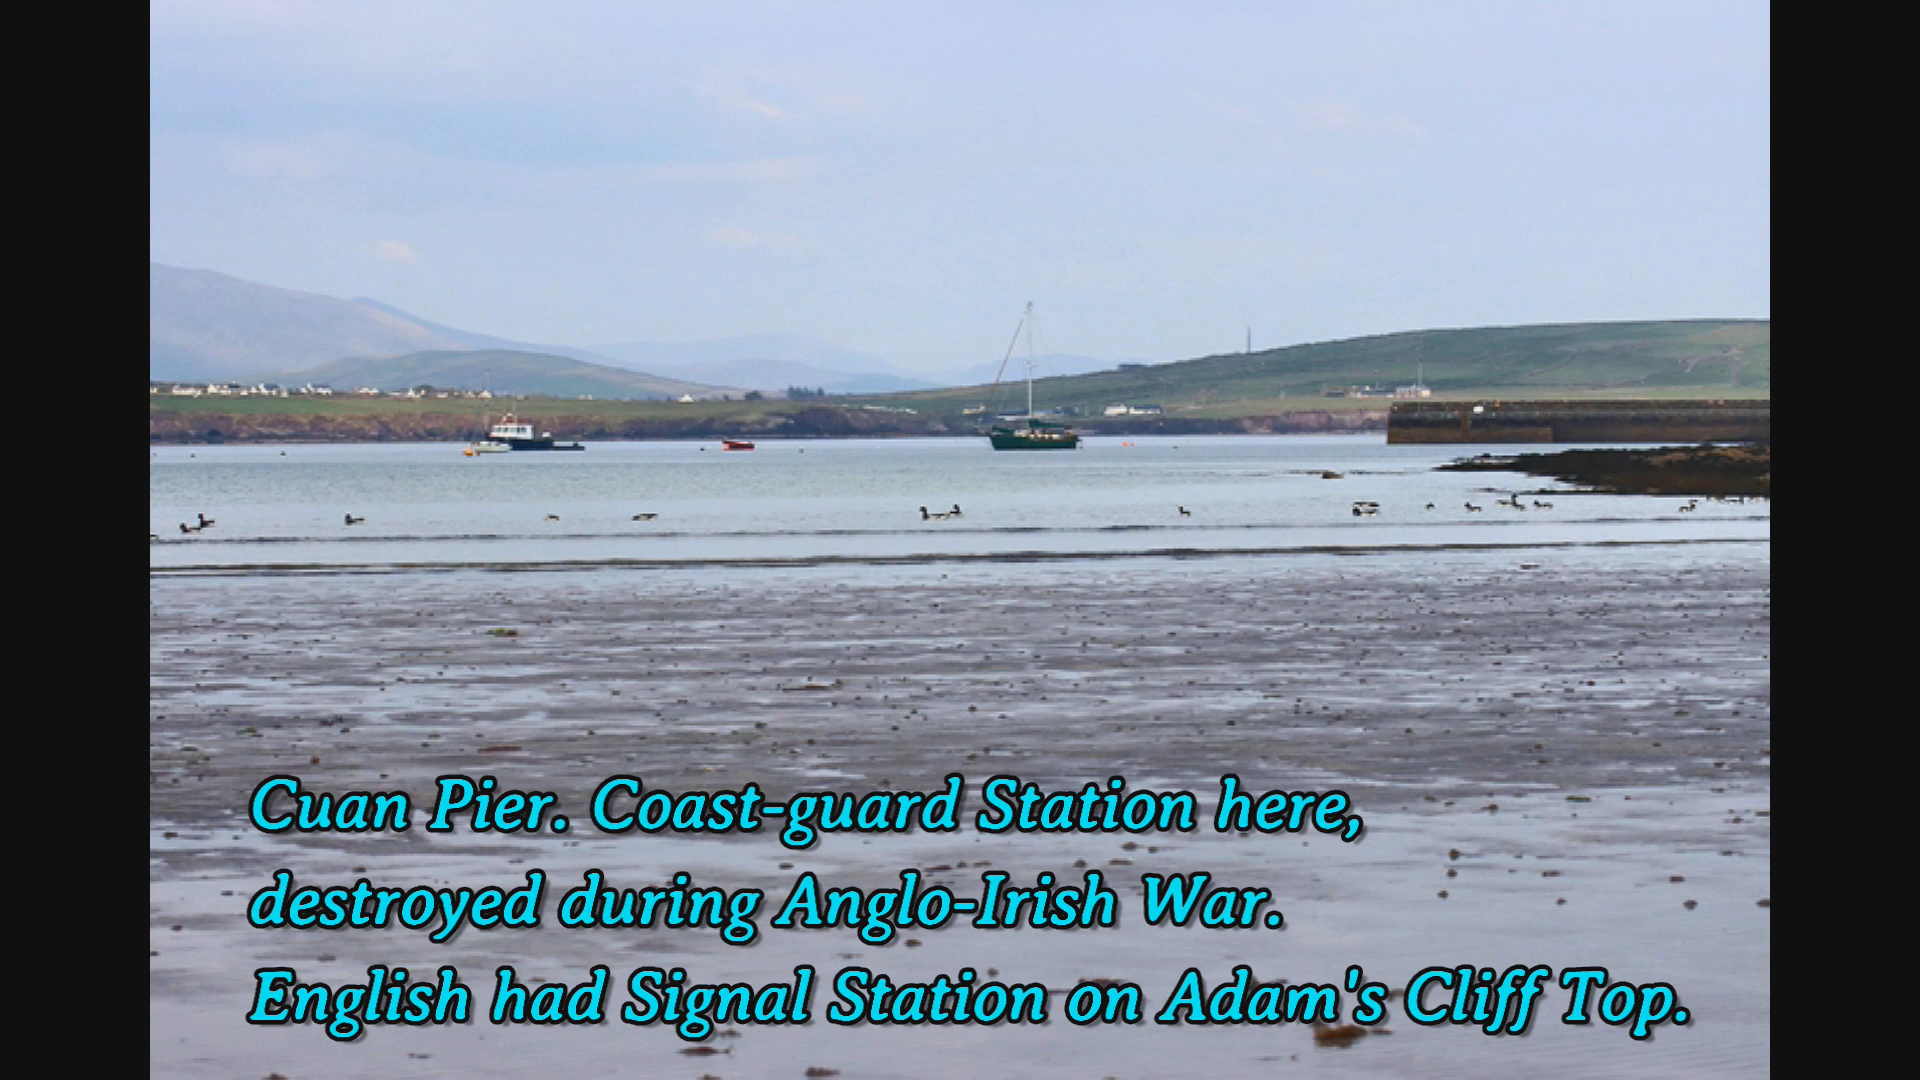 Cuan Pier. Coast-guard Station here,
destroyed during Anglo-Irish War.
English had Signal Station on Adam's Cliff Top.